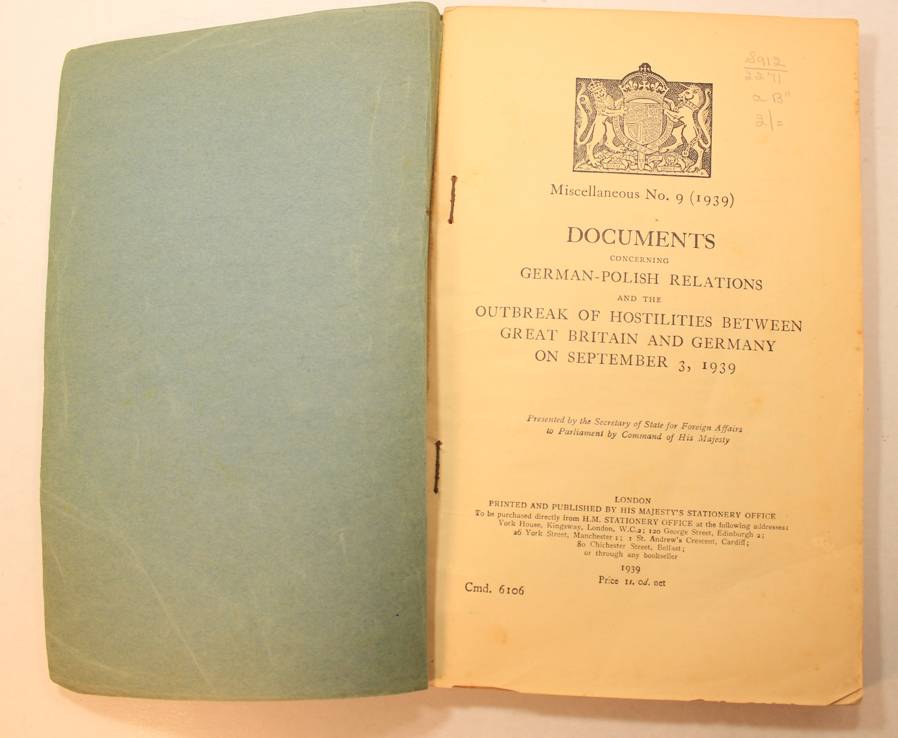 8912
2271
a B"
2/=
Miscellaneous No. 9 (1939)
DOCUMENTS
CONCERNING
GERMAN-POLISH RELATIONS
AND THE
OUTBREAK OF HOSTILITIES BETWEEN
GREAT BRITAIN AND GERMANY
ON SEPTEMBER 3, 1939
Presented by the Secretary of State for Foreign Affairs
to Parliament by Command of His Majesty
LONDON
PRINTED AND PUBLISHED BY HIS MAJESTY'S STATIONERY OFFICE
To be purchased directly from H.M. STATIONERY OFFICE at the following addresses:
York House, Kingsway, London, W.C.2; 120 George Street, Edinburgh 2;
26 York Street, Manchester 1; 1 St. Andrew's Crescent, Cardiff;
80 Chichester Street, Belfast;
or through any bookseller
1939
Price 1s. 0d. net
Cmd. 6106